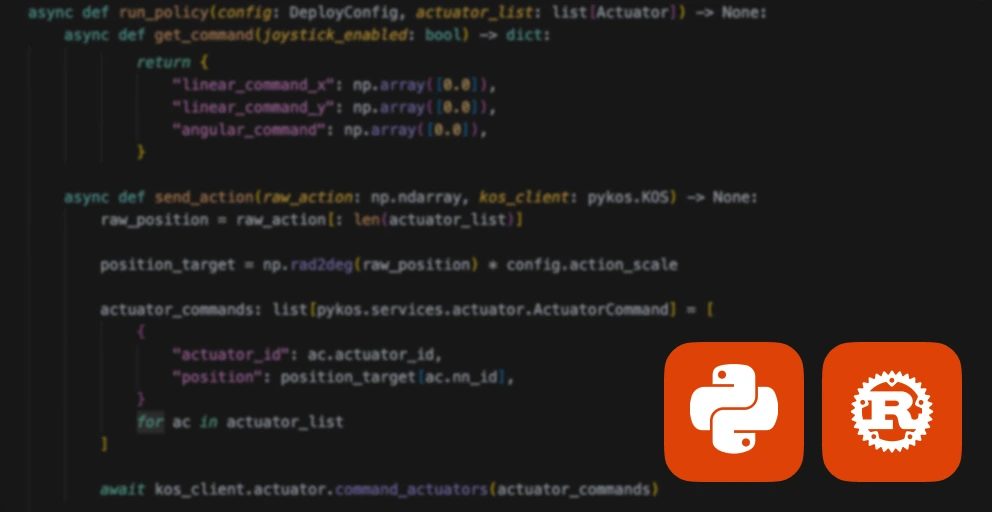 async def run_policy(config: DeployConfig, actuator_list: list[Actuator]) -> None:
async def get_command(joystick_enabled: bool) -> dict:
return {
"linear_command_x": np.array([0.0]),
"linear_command_y": np.array([0.0]),
"angular_command": np.array([0.0]),
}
async def send_action(raw_action: np.ndarray, kos_client: pykos.KOS) -> None:
raw_position = raw_action[: len(actuator_list)]
position_target = np.rad2deg(raw_position) * config.action_scale
actuator_commands: list[pykos.services.actuator.ActuatorCommand] = [
{
"actuator_id": ac.actuator_id,
"position": position_target[ac.nn_id],
}
for ac in actuator_list
]
await kos_client.actuator.command_actuators(actuator_commands)
R